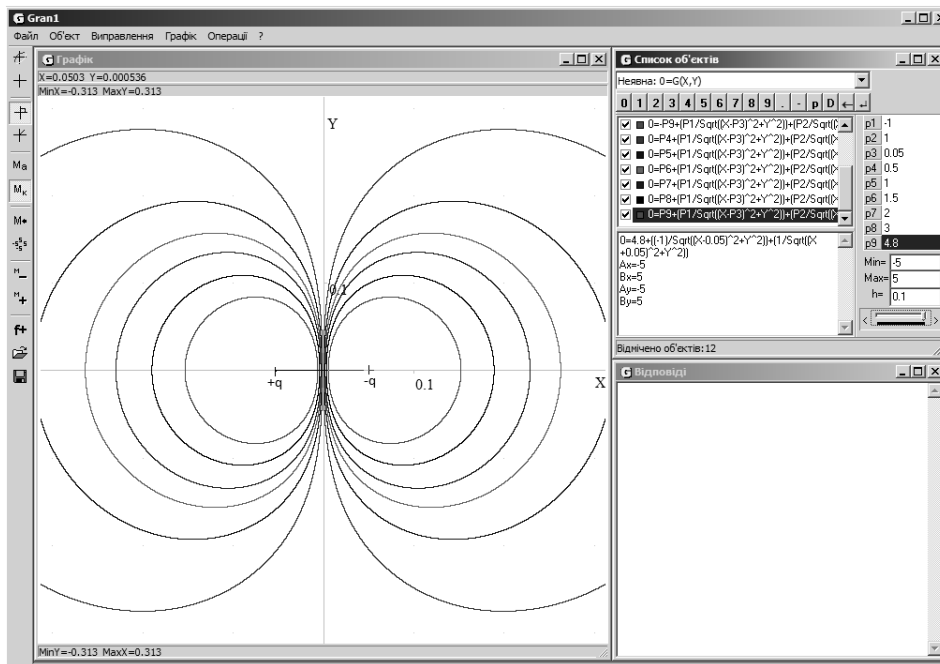 Gran1
Файл Об'єкт Виправлення Графік Операції ?
Графік
X=0.0503 Y=0.000536
MinX=-0.313 MaxY=0.313
Y
0.1
+q
-q
0.1
X
MinY=-0.313 MaxX=0.313
Mа
Mк
M•
M
M+
f+
Список об'єктів
Неявна: 0=G(X,Y)
0 1 2 3 4 5 6 7 8 9 . - p D ← ↵
0=-P9+(P1/Sqrt((X-P3)^2+Y^2))+(P2/Sqrt((X
0=P4+(P1/Sqrt((X-P3)^2+Y^2))+(P2/Sqrt((X
0=P5+(P1/Sqrt((X-P3)^2+Y^2))+(P2/Sqrt((X
0=P6+(P1/Sqrt((X-P3)^2+Y^2))+(P2/Sqrt((X
0=P7+(P1/Sqrt((X-P3)^2+Y^2))+(P2/Sqrt((X
0=P8+(P1/Sqrt((X-P3)^2+Y^2))+(P2/Sqrt((X
0=P9+(P1/Sqrt((X-P3)^2+Y^2))+(P2/Sqrt((X
p1 -1
p2 1
p3 0.05
p4 0.5
p5 1
p6 1.5
p7 2
p8 3
p9 4.8
0=4.8+((-1)/Sqrt((X-0.05)^2+Y^2))+(1/Sqrt((X
+0.05)^2+Y^2))
Ax=-5
Bx=5
Ay=-5
By=5
Min= -5
Max= 5
h= 0.1
Відмічено об'єктів:12
Відповіді